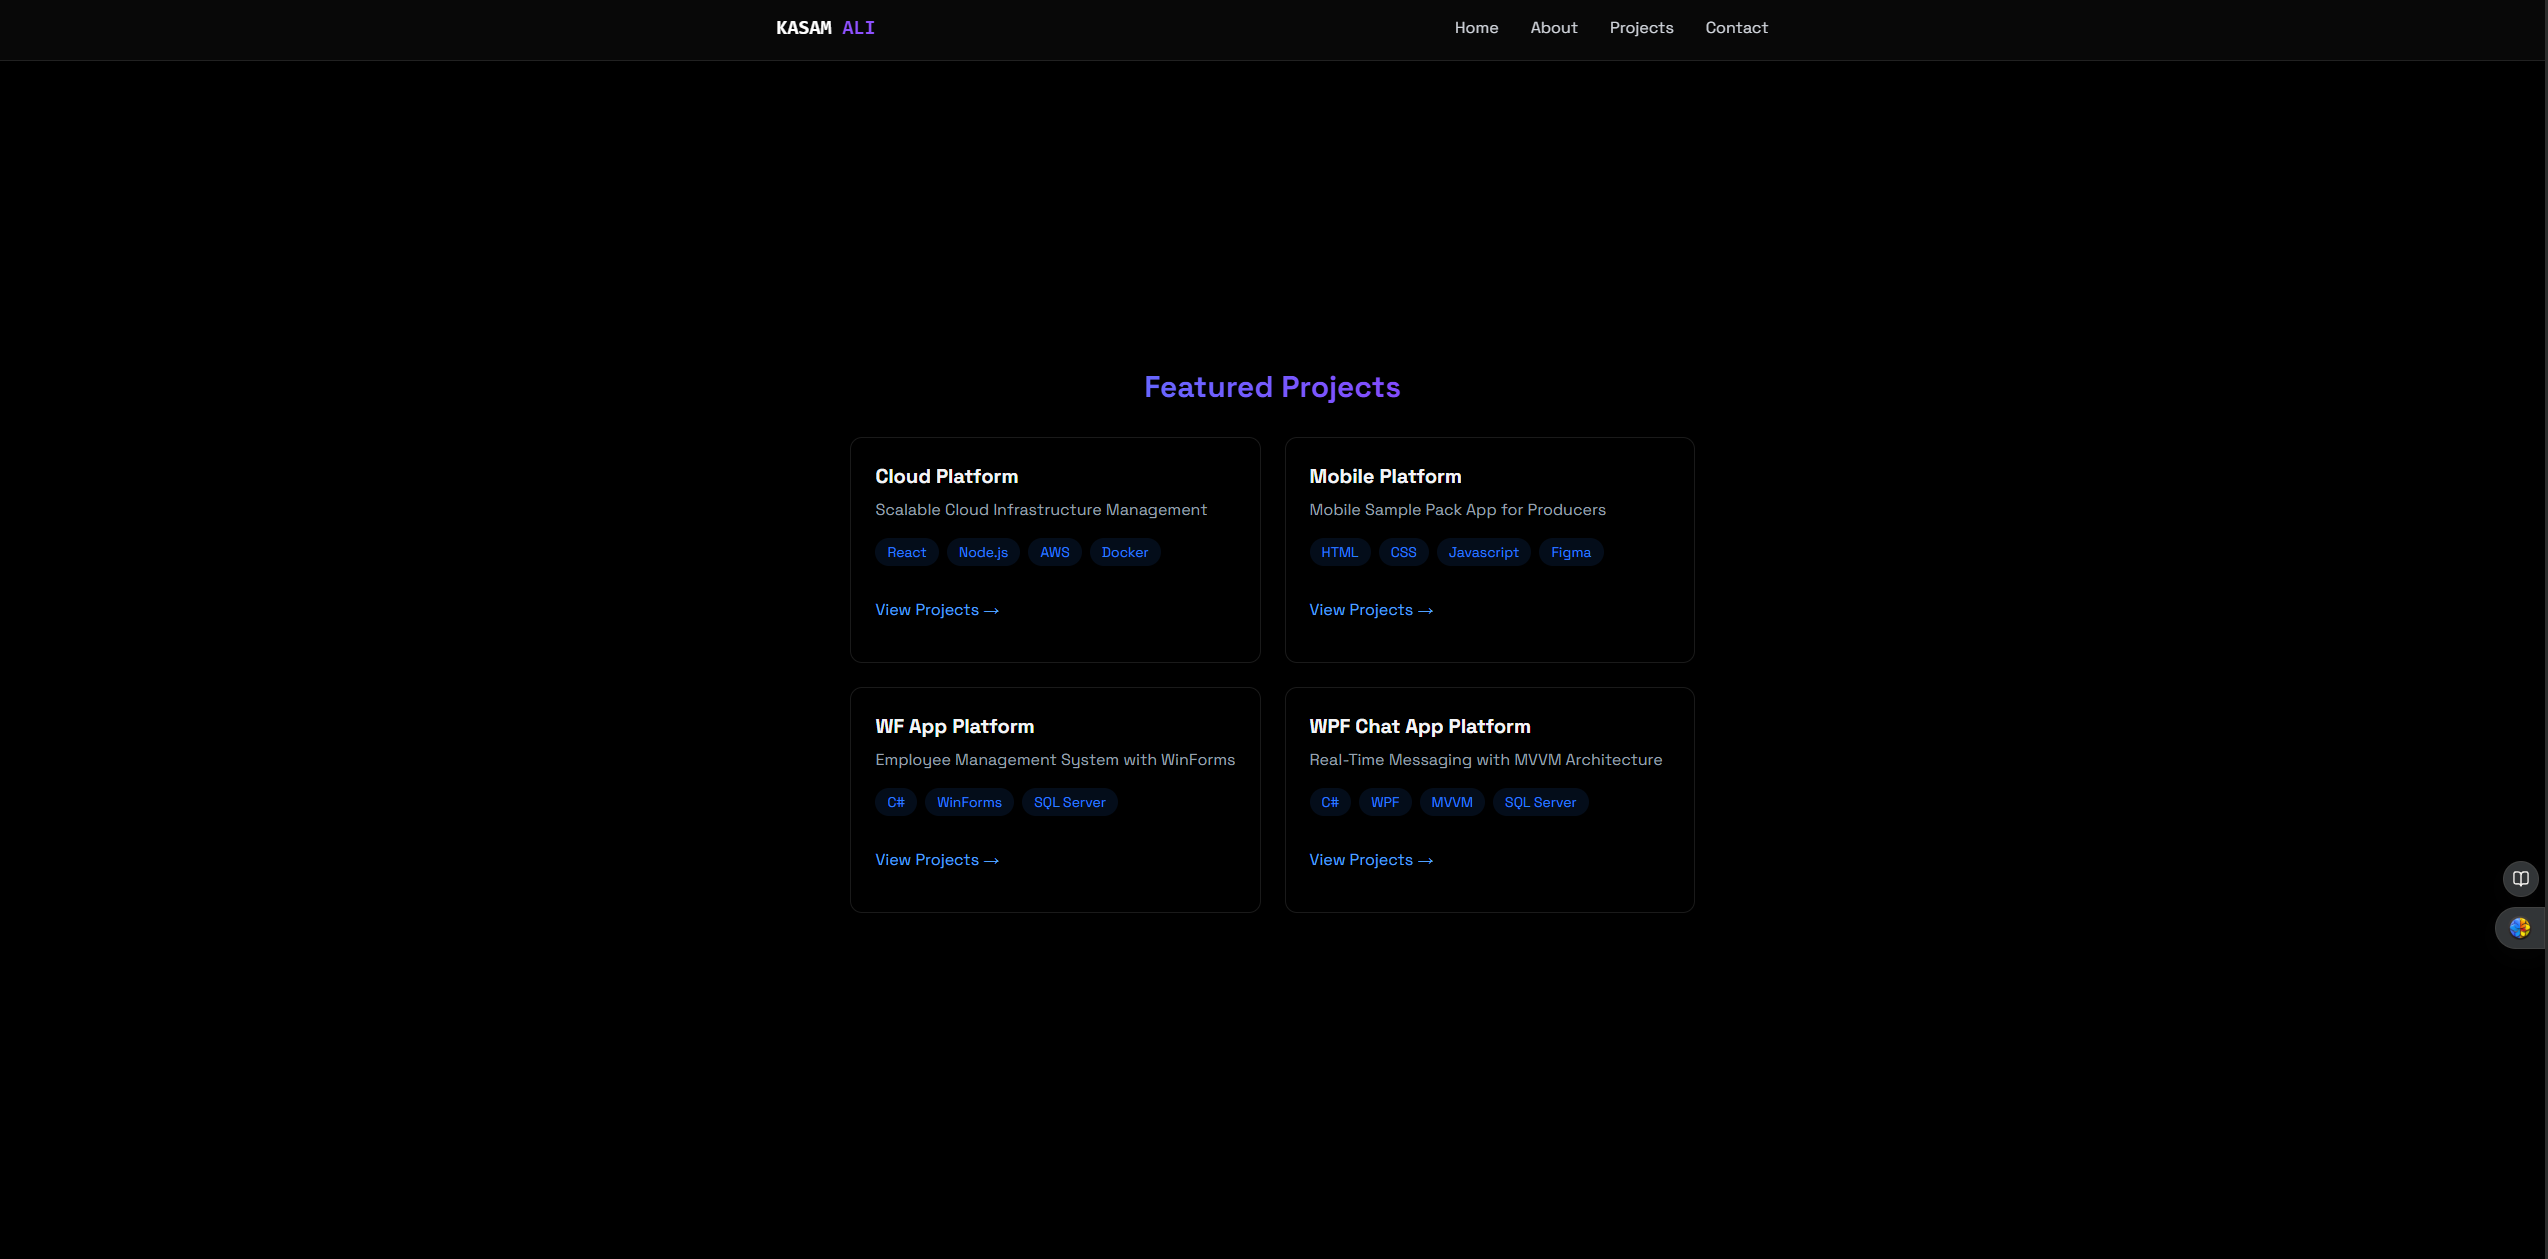 KASAM ALI
Home About Projects Contact
Featured Projects
Cloud Platform
Scalable Cloud Infrastructure Management
React Node.js AWS Docker
View Projects →
Mobile Platform
Mobile Sample Pack App for Producers
HTML CSS Javascript Figma
View Projects →
WF App Platform
Employee Management System with WinForms
C# WinForms SQL Server
View Projects →
WPF Chat App Platform
Real-Time Messaging with MVVM Architecture
C# WPF MVVM SQL Server
View Projects →